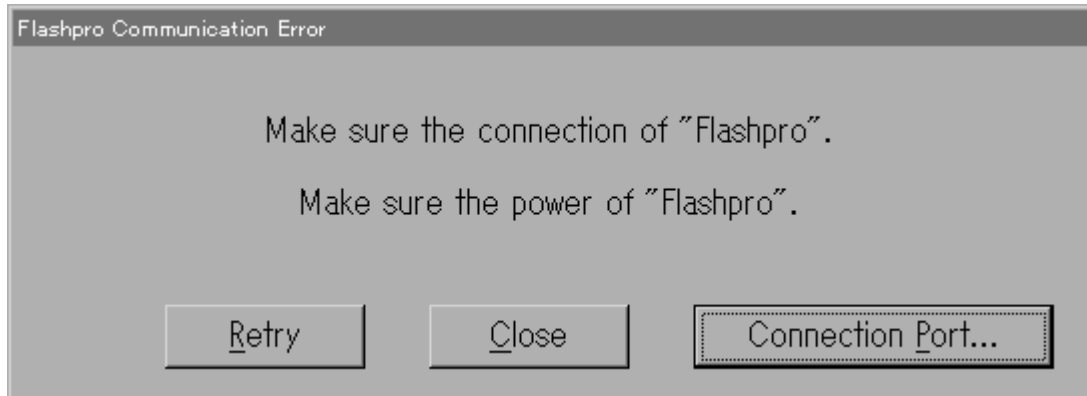 Flashpro Communication Error
Make sure the connection of "Flashpro".
Make sure the power of "Flashpro".
Retry
Close
Connection Port...